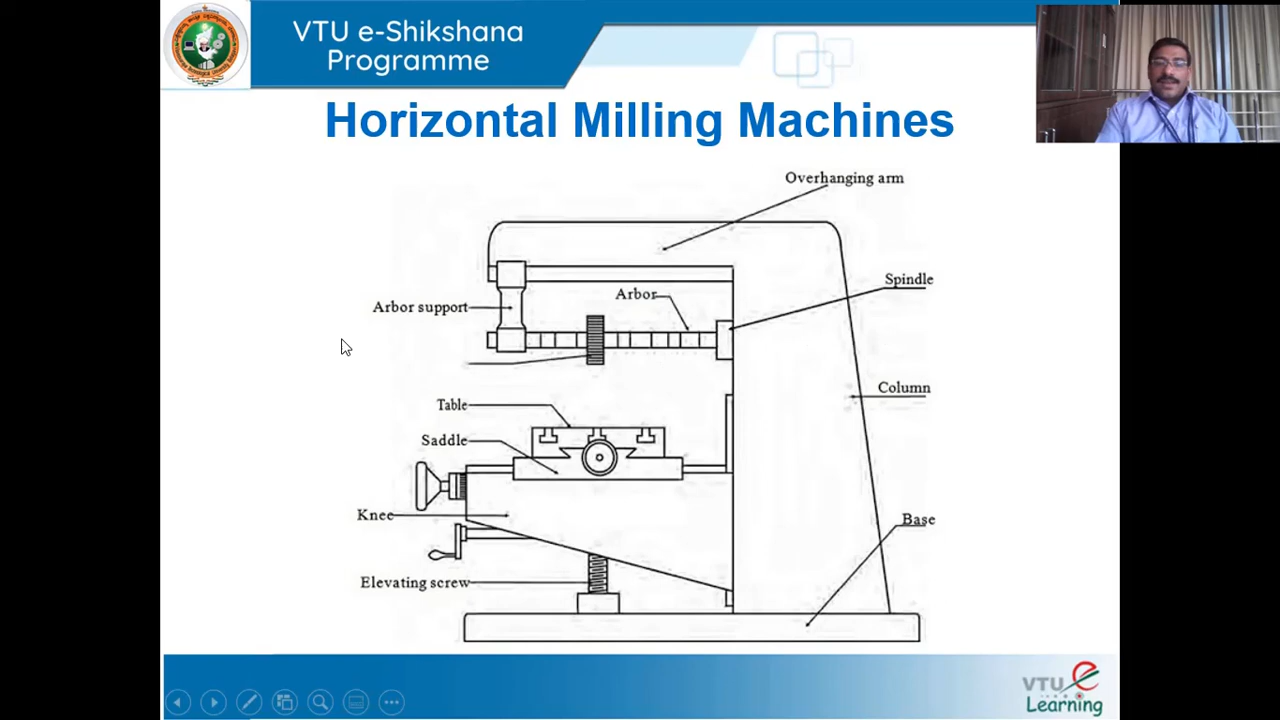 VTU e-Shikshana
Programme
Horizontal Milling Machines
Overhanging arm
Spindle
Arbor
Arbor support
Column
Table
Saddle
Knee
Base
Elevating screw
VTU e
Learning